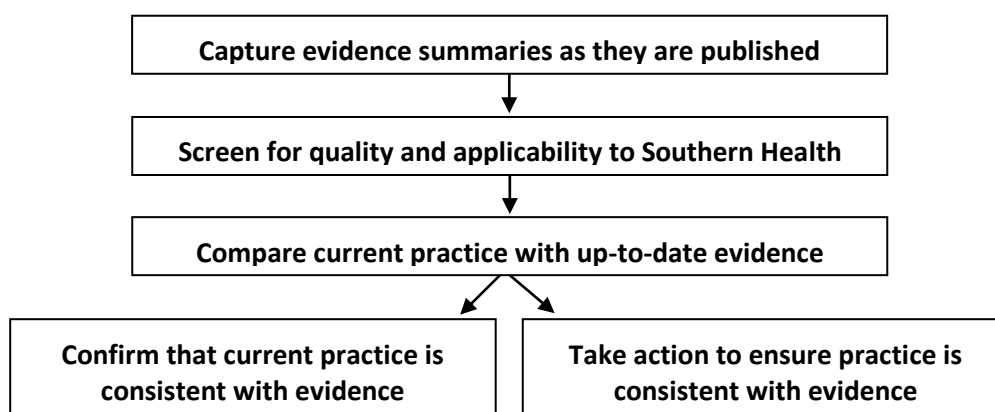 Capture evidence summaries as they are published
Screen for quality and applicability to Southern Health
Compare current practice with up-to-date evidence
Confirm that current practice is
consistent with evidence
Take action to ensure practice is
consistent with evidence